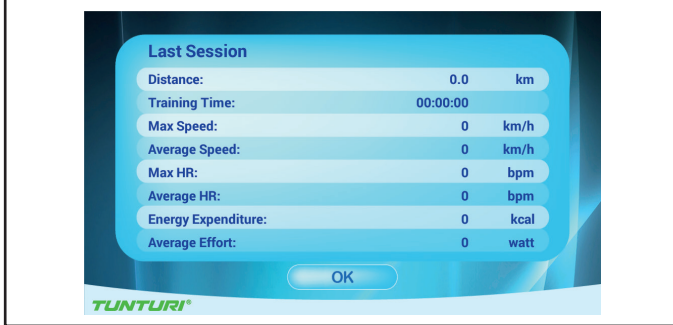 Last Session
Distance: 0.0 km
Training Time: 00:00:00
Max Speed: 0 km/h
Average Speed: 0 km/h
Max HR: 0 bpm
Average HR: 0 bpm
Energy Expenditure: 0 kcal
Average Effort: 0 watt
OK
TUNTURI®